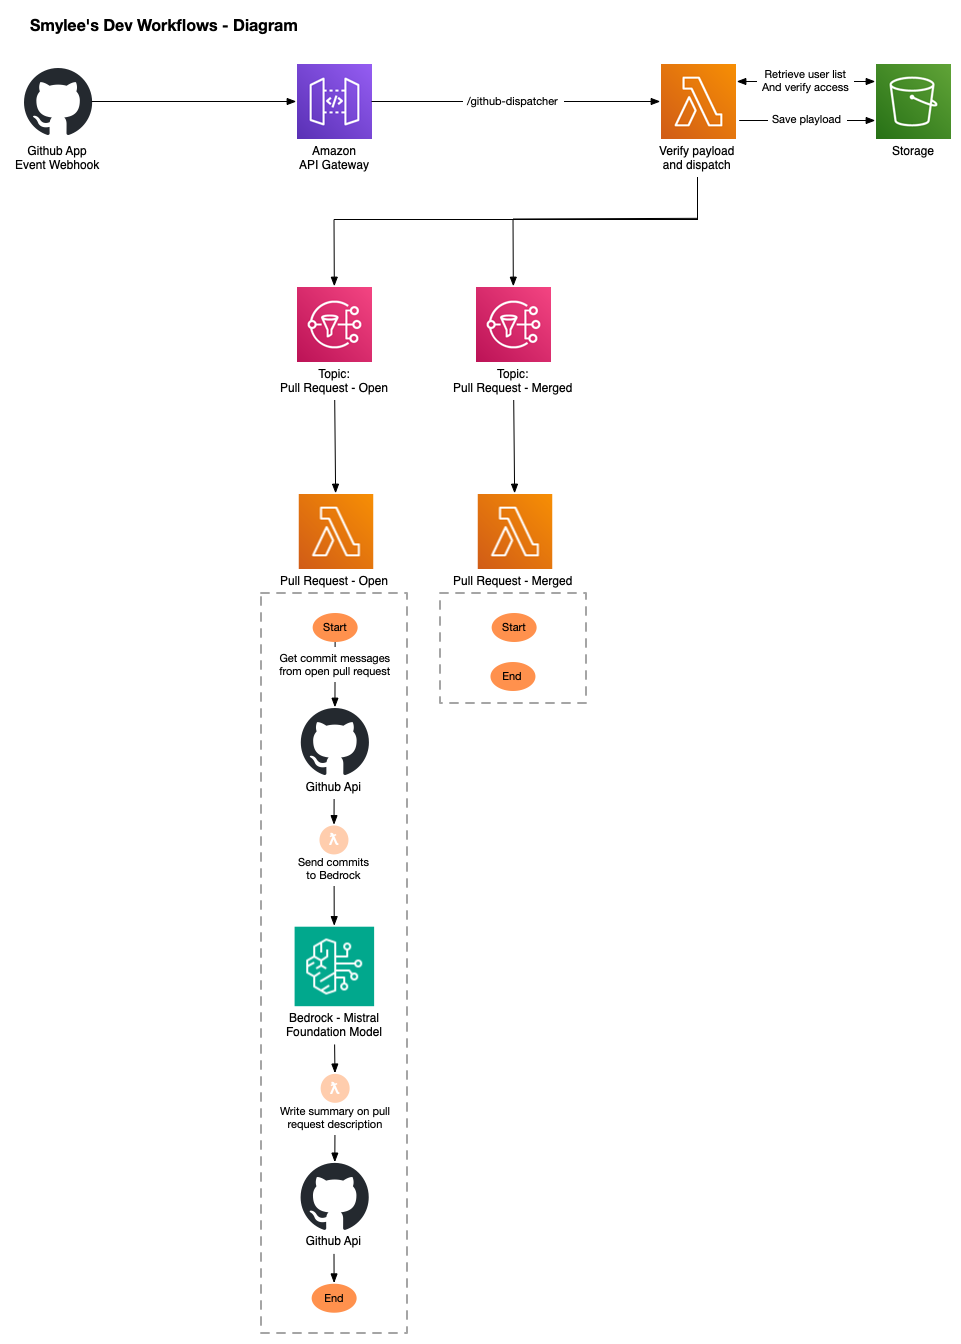 Smylee's Dev Workflows - Diagram
Github App
Event Webhook
Amazon
API Gateway
/github-dispatcher
Verify payload
and dispatch
Retrieve user list
And verify access
Save playload
Storage
Topic:
Pull Request - Open
Topic:
Pull Request - Merged
Pull Request - Open
Pull Request - Merged
Start
Get commit messages
from open pull request
Github Api
Send commits
to Bedrock
Bedrock - Mistral
Foundation Model
Write summary on pull
request description
Github Api
End
Start
End